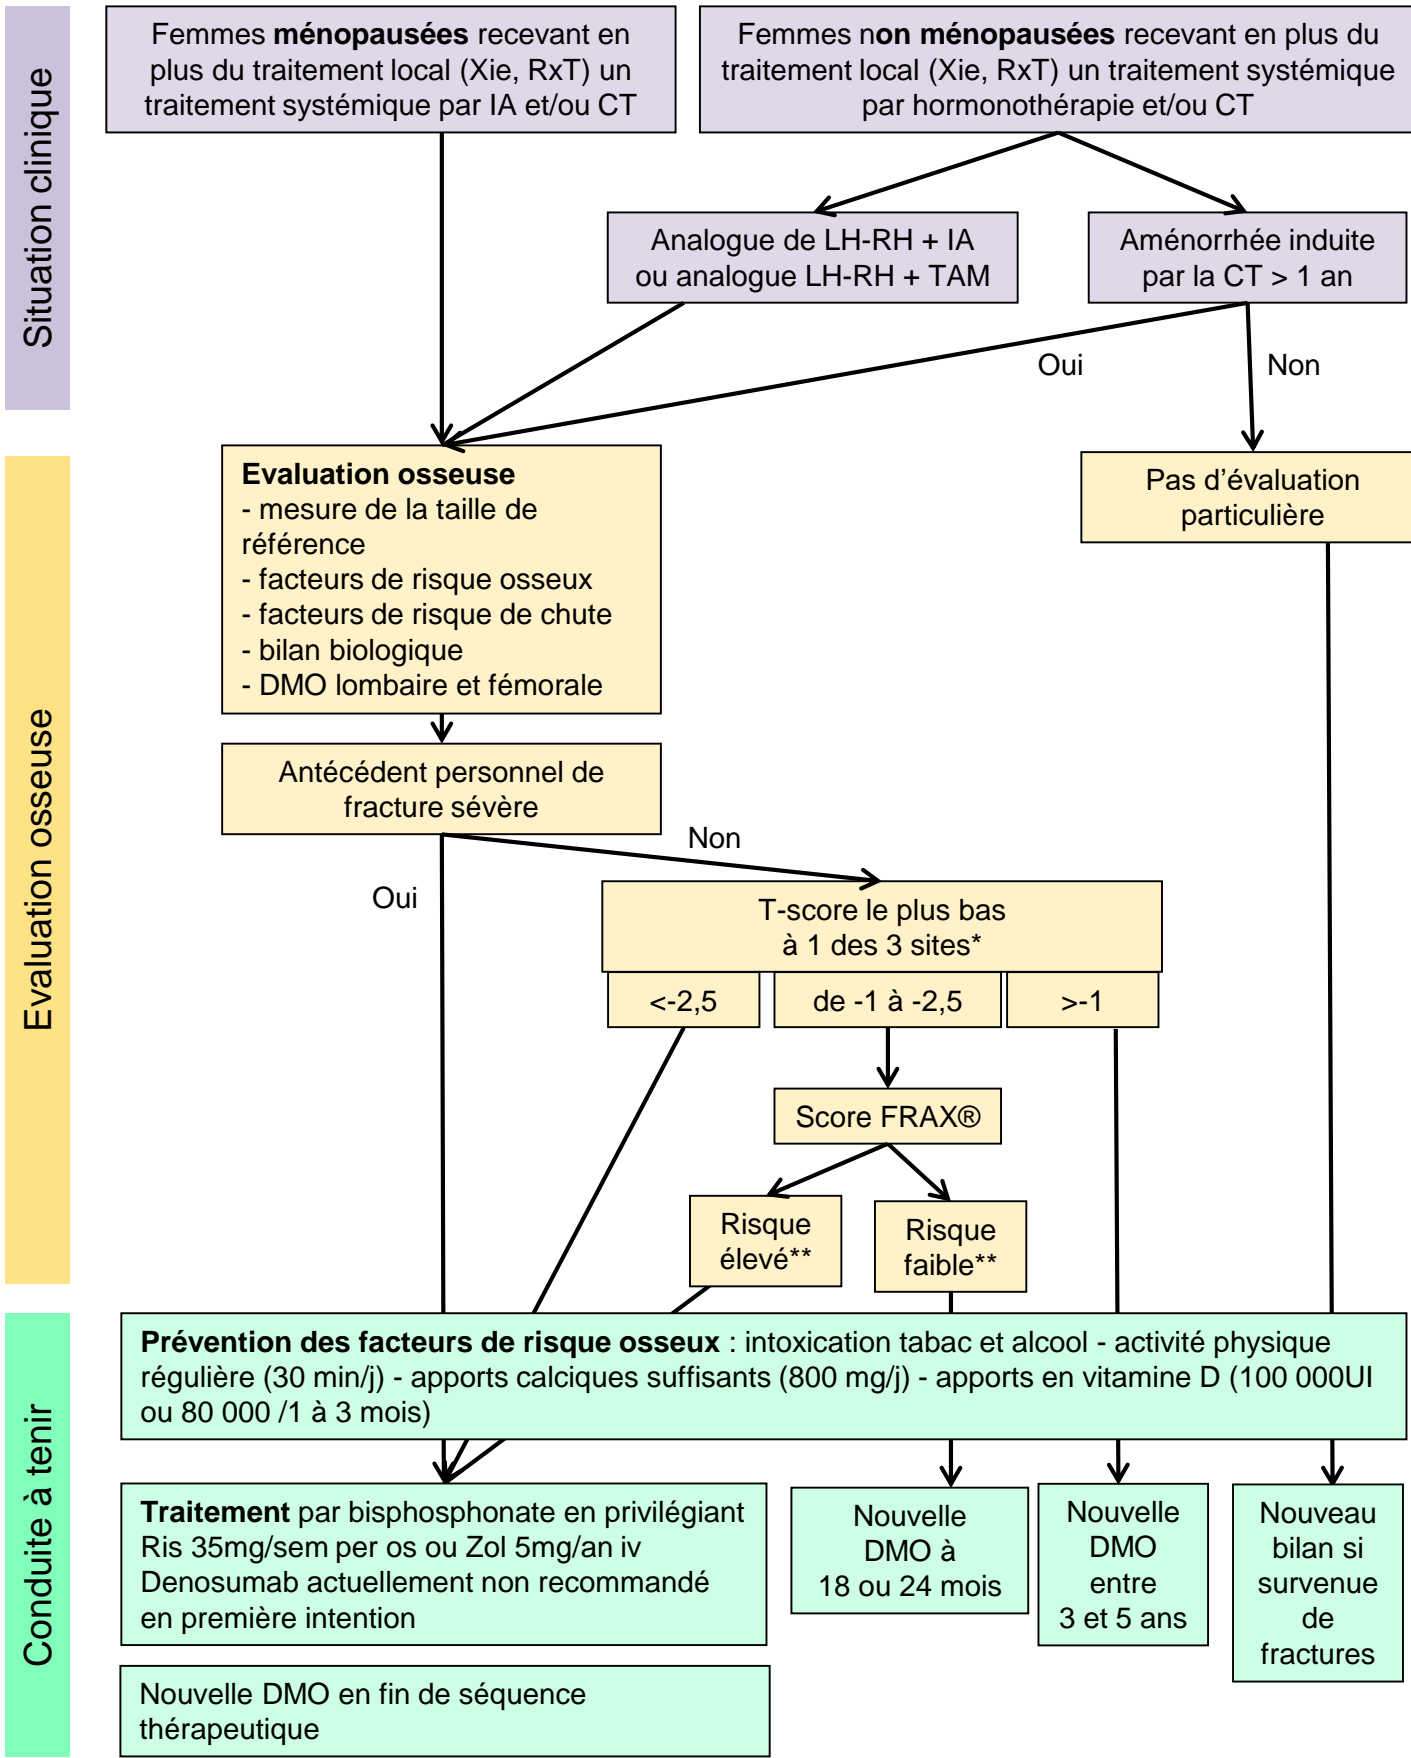 Situation clinique
Femmes ménopausées recevant en
plus du traitement local (Xie, RxT) un
traitement systémique par IA et/ou CT
Femmes non ménopausées recevant en plus du
traitement local (Xie, RxT) un traitement systémique
par hormonothérapie et/ou CT
Analogue de LH-RH + IA
ou analogue LH-RH + TAM
Aménorrhée induite
par la CT > 1 an
Oui
Non
Evaluation osseuse
Evaluation osseuse
- mesure de la taille de
référence
- facteurs de risque osseux
- facteurs de risque de chute
- bilan biologique
- DMO lombaire et fémorale
Pas d’évaluation
particulière
Antécédent personnel de
fracture sévère
Non
Oui
T-score le plus bas
à 1 des 3 sites*
<-2,5
de -1 à -2,5
>-1
Score FRAX®
Risque
élevé**
Risque
faible**
Conduite à tenir
Prévention des facteurs de risque osseux : intoxication tabac et alcool - activité physique
régulière (30 min/j) - apports calciques suffisants (800 mg/j) - apports en vitamine D (100 000UI
ou 80 000 /1 à 3 mois)
Traitement par bisphosphonate en privilégiant
Ris 35mg/sem per os ou Zol 5mg/an iv
Denosumab actuellement non recommandé
en première intention
Nouvelle
DMO à
18 ou 24 mois
Nouvelle
DMO
entre
3 et 5 ans
Nouveau
bilan si
survenue
de
fractures
Nouvelle DMO en fin de séquence
thérapeutique